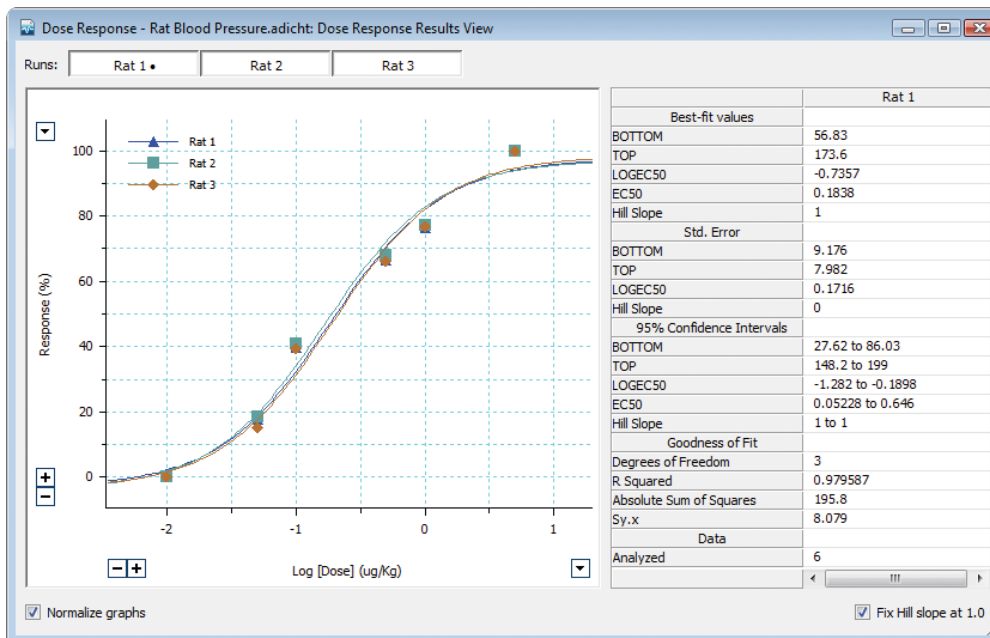 Dose Response - Rat Blood Pressure.adicht: Dose Response Results View
Runs: Rat 1 • Rat 2 Rat 3
Rat 1
Rat 2
Rat 3
100
80
60
40
20
0
Response (%)
-2 -1 0 1
Log [Dose] (ug/Kg)
Rat 1
Best-fit values
BOTTOM 56.83
TOP 173.6
LOGEC50 -0.7357
EC50 0.1838
Hill Slope 1
Std. Error
BOTTOM 9.176
TOP 7.982
LOGEC50 0.1716
Hill Slope 0
95% Confidence Intervals
BOTTOM 27.62 to 86.03
TOP 148.2 to 199
LOGEC50 -1.282 to -0.1898
EC50 0.05228 to 0.646
Hill Slope 1 to 1
Goodness of Fit
Degrees of Freedom 3
R Squared 0.979587
Absolute Sum of Squares 195.8
Sy.x 8.079
Data
Analyzed 6
Normalize graphs
Fix Hill slope at 1.0